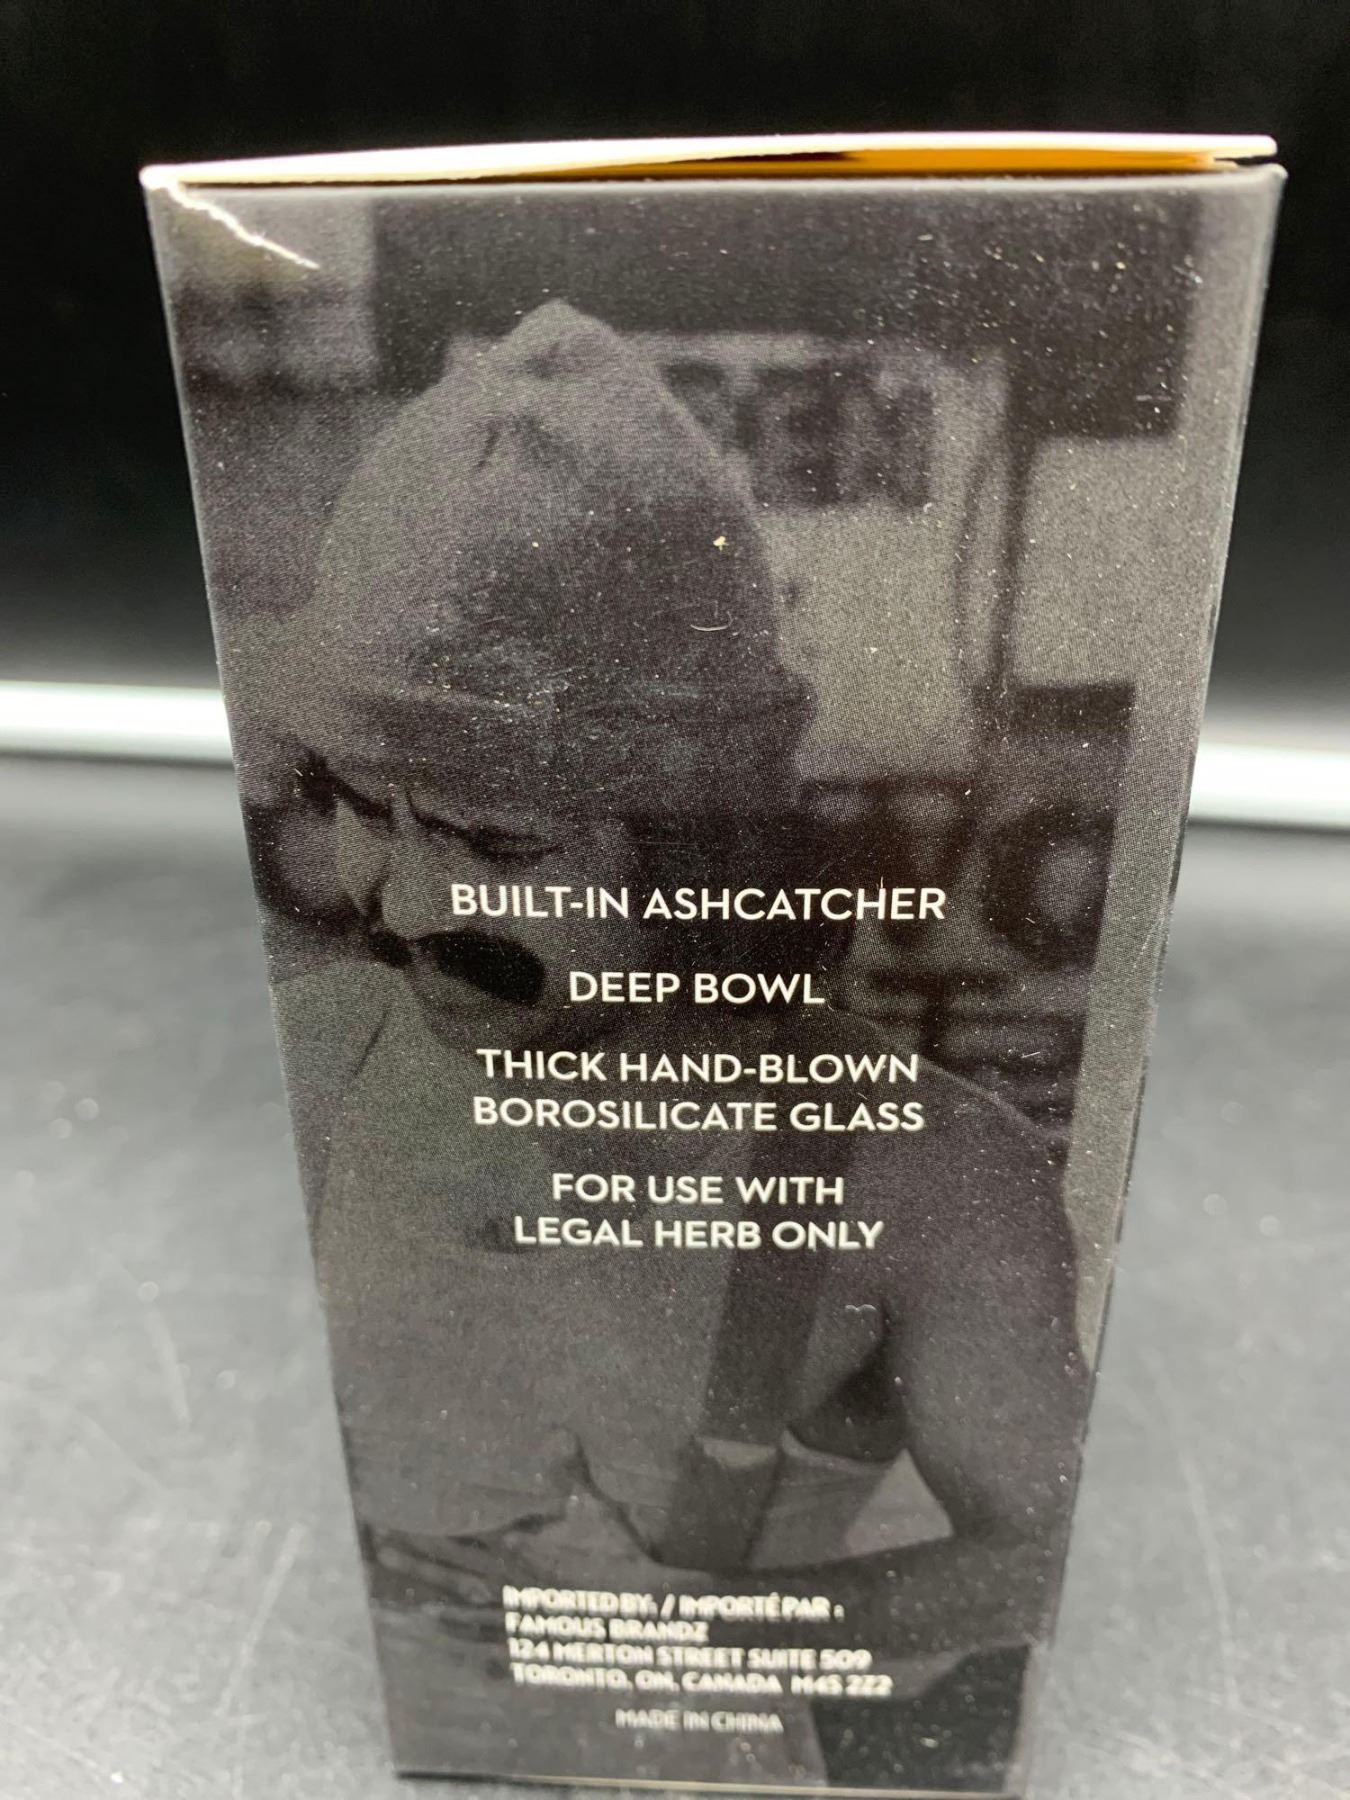 BUILT-IN ASHCATCHER
DEEP BOWL
THICK HAND-BLOWN
BOROSILICATE GLASS
FOR USE WITH
LEGAL HERB ONLY
IMPORTED BY: / IMPORTÉ PAR :
FAMOUS BRANDZ
124 MERTON STREET SUITE 509
TORONTO, ON, CANADA M4S 2Z2
MADE IN CHINA